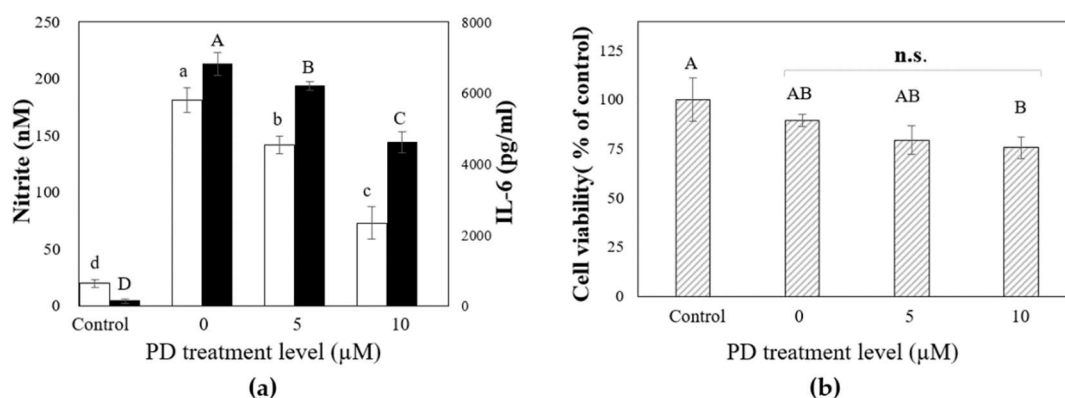 250
200
150
100
50
0
Nitrite (nM)
8000
6000
4000
2000
0
IL-6 (pg/ml)
d
D
a
A
b
B
c
C
Control 0 5 10
PD treatment level (µM)
(a)
125
100
75
50
25
0
Cell viability( % of control)
n.s.
A
AB
AB
B
Control 0 5 10
PD treatment level (µM)
(b)